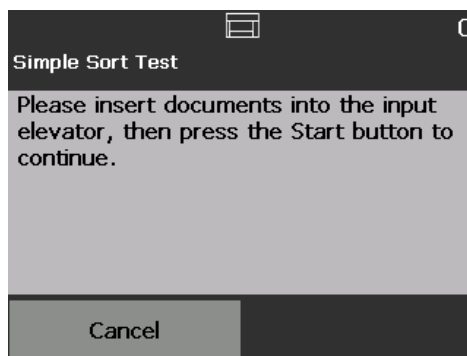 Simple Sort Test
Please insert documents into the input
elevator, then press the Start button to
continue.
Cancel